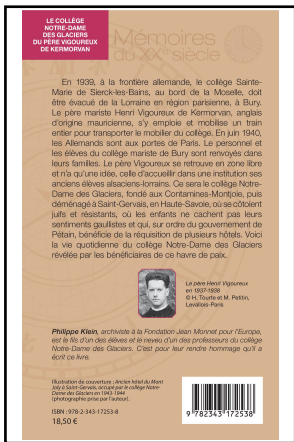 LE COLLÈGE
NOTRE-DAME
DES GLACIERS
DU PÈRE VIGOUREUX
DE KERMORVAN
Mémoires
du XXe siècle
En 1939, à la frontière allemande, le collège Sainte-
Marie de Sierck-les-Bains, au bord de la Moselle, doit
être évacué de la Lorraine en région parisienne, à Bury.
Le père mariste Henri Vigoureux de Kermorvan, anglais
d'origine mauricienne, s'y emploie et mobilise un train
entier pour transporter le mobilier du collège. En juin 1940,
les Allemands sont aux portes de Paris. Le personnel et
les élèves du collège mariste de Bury sont renvoyés dans
leurs familles. Le père Vigoureux se retrouve en zone libre
et n'a qu'une idée, celle d'accueillir dans une institution ses
anciens élèves alsaciens-lorrains. Ce sera le collège Notre-
Dame des Glaciers, fondé aux Contamines-Montjoie, puis
déménagé à Saint-Gervais, en Haute-Savoie, où se côtoient
juifs et résistants, où les enfants ne cachent pas leurs
sentiments gaullistes et qui, sur ordre du gouvernement de
Pétain, bénéficie de la réquisition de plusieurs hôtels. Voici
la vie quotidienne du collège Notre-Dame des Glaciers
révélée par les bénéficiaires de ce havre de paix.
Le père Henri Vigoureux
en 1937-1938
© H. Tourte et M. Petitin,
Levallois-Paris
Philippe Klein, archiviste à la Fondation Jean Monnet pour l'Europe,
est le fils d'un des élèves et le neveu d'un des professeurs du collège
Notre-Dame des Glaciers. C'est pour leur rendre hommage qu'il a
écrit ce livre.
Illustration de couverture : Ancien hôtel du Mont
Joly à Saint-Gervais, occupé par le collège Notre-
Dame des Glaciers en 1943-1944
(photographie prise par l'auteur).
ISBN : 978-2-343-17253-8
18,50 €
9 782343 172538